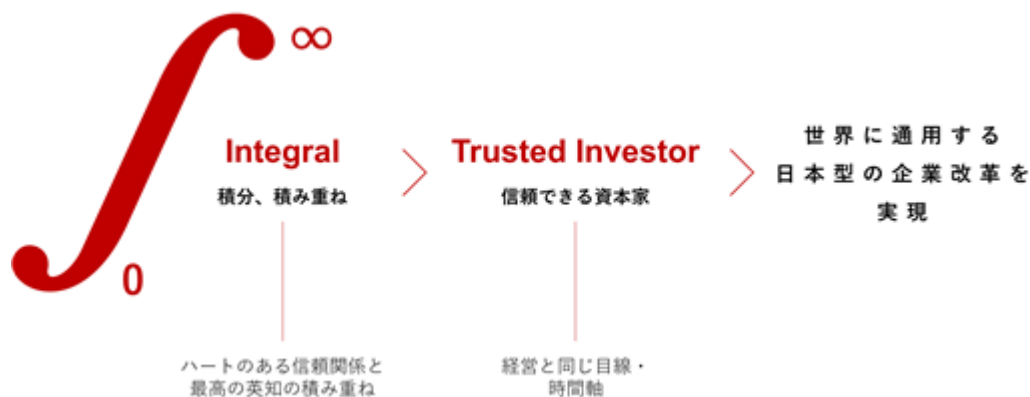 ∫
∞
0
Integral
積分、積み重ね
ハートのある信頼関係と
最高の英知の積み重ね
Trusted Investor
信頼できる資本家
経営と同じ目線・
時間軸
世界に通用する
日本型の企業改革を
実現